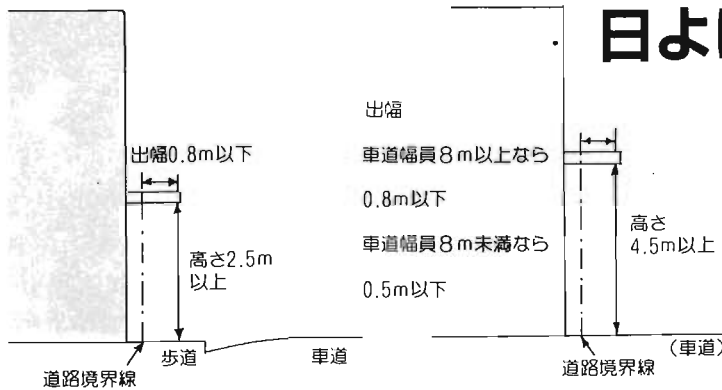 日よ
出幅0.8m以下
高さ2.5m
以上
歩道
車道
道路境界線
出幅
車道幅員8m以上なら
0.8m以下
車道幅員8m未満なら
0.5m以下
高さ
4.5m以上
(車道)
道路境界線